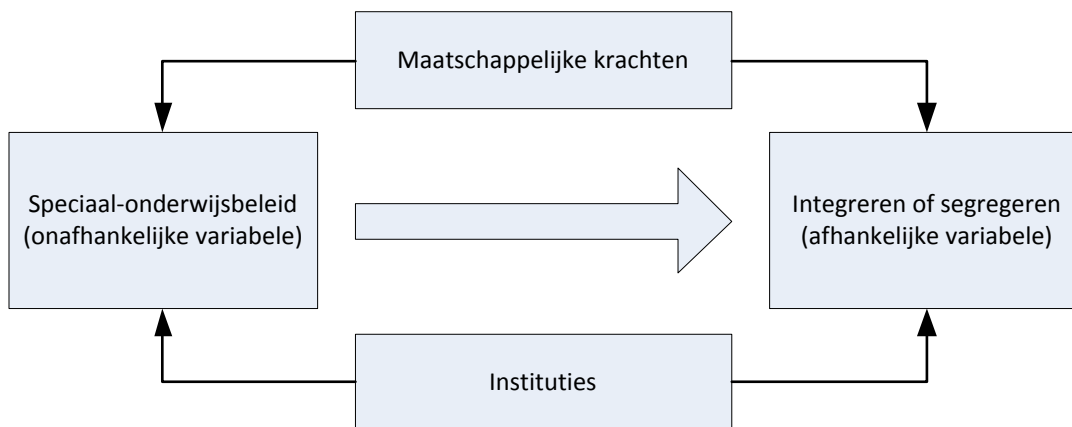 Maatschappelijke krachten
Speciaal-onderwijsbeleid
(onafhankelijke variabele)
Integreren of segregeren
(afhankelijke variabele)
Instituties